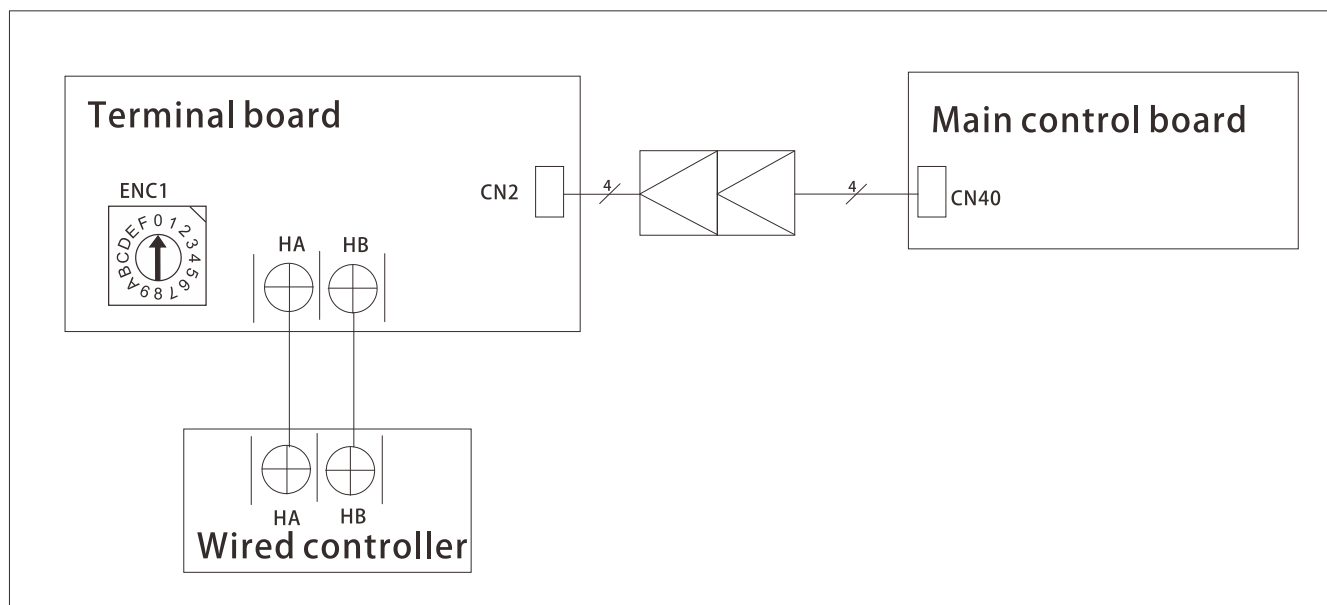 Terminal board
Main control board
ENC1
0 1 2 3 4 5 6 7 8 9 A B C D E F
CN2
4
4
CN40
HA HB
HA HB
Wired controller